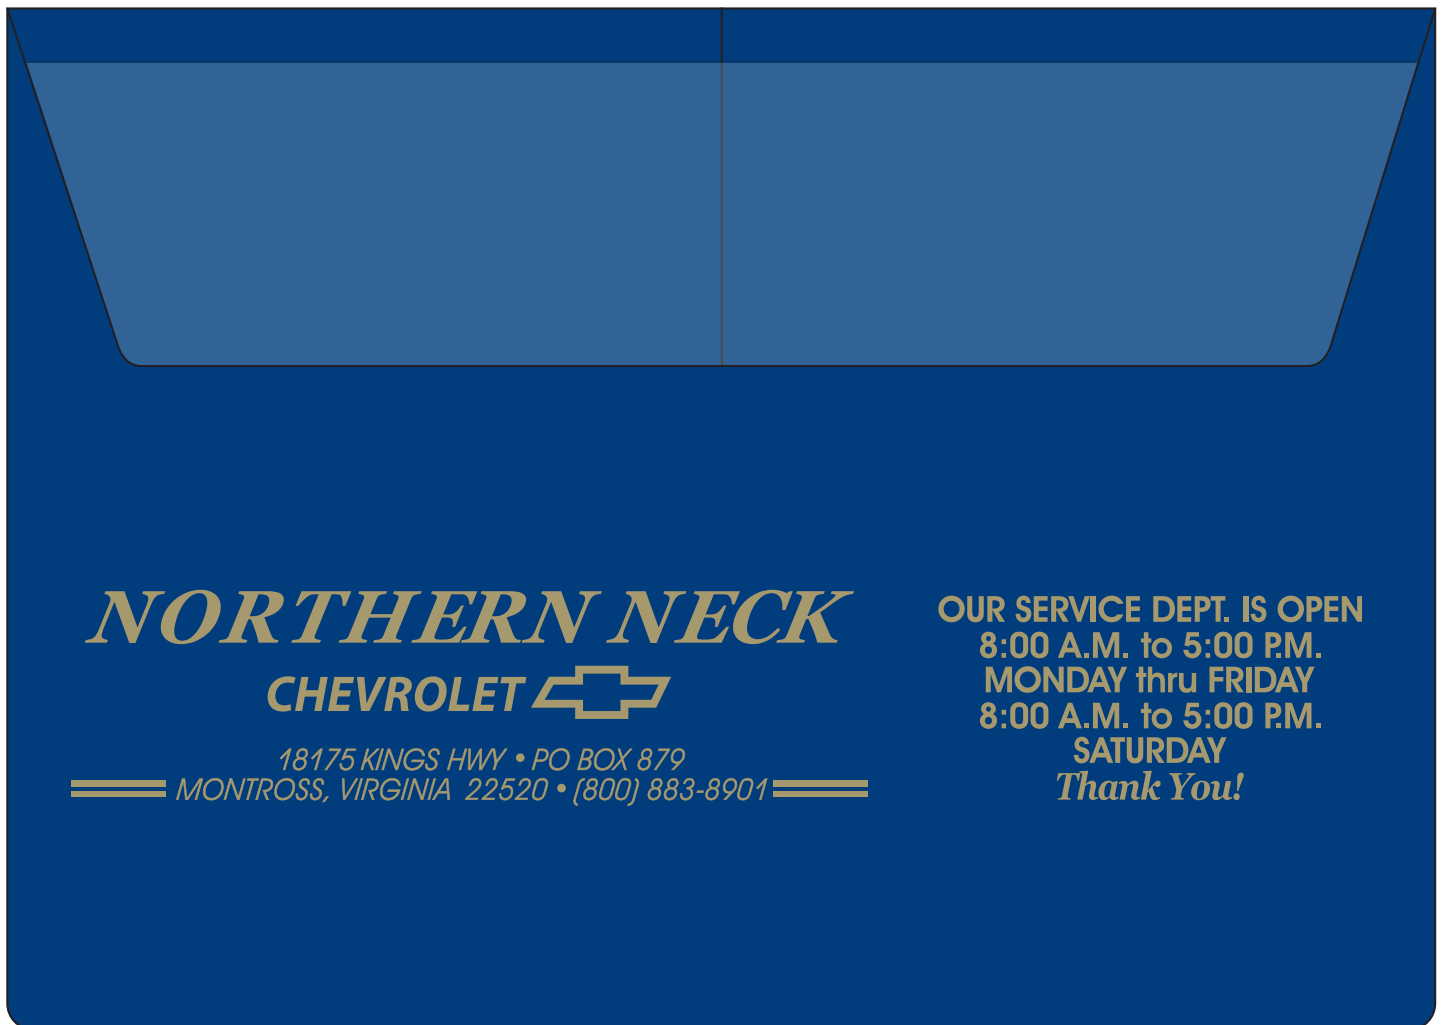 NORTHERN NECK
CHEVROLET
18175 KINGS HWY • PO BOX 879
MONTROSS, VIRGINIA 22520 • (800) 883-8901
OUR SERVICE DEPT. IS OPEN
8:00 A.M. to 5:00 P.M.
MONDAY thru FRIDAY
8:00 A.M. to 5:00 P.M.
SATURDAY
Thank You!